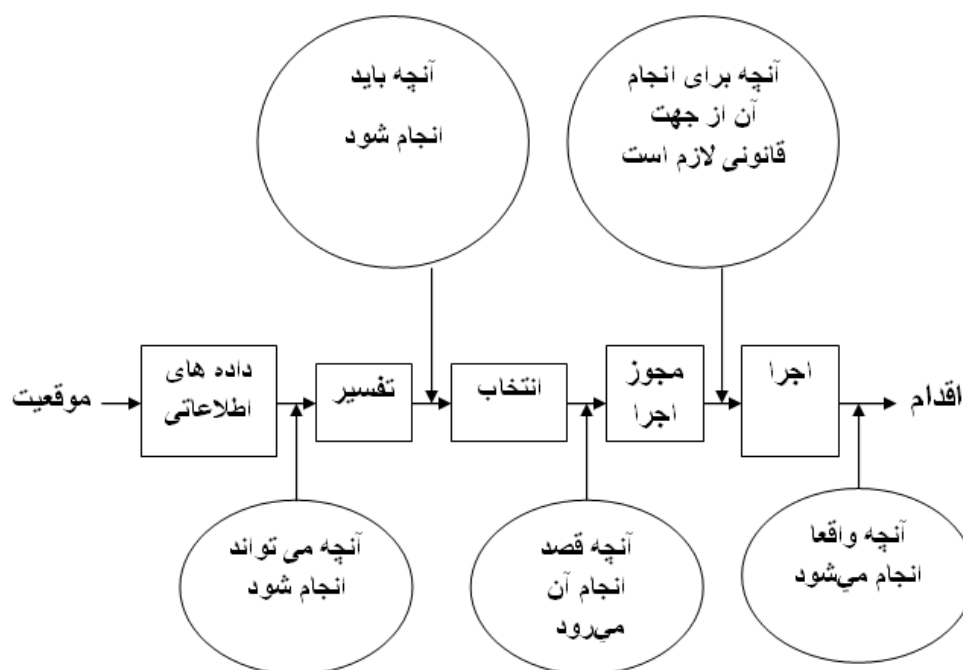 آنچه باید
انجام شود
آنچه برای انجام
آن از جهت
قانونی لازم است
موقعیت
داده های
اطلاعاتی
تفسیر
انتخاب
مجوز
اجرا
اجرا
اقدام
آنچه می تواند
انجام شود
آنچه قصد
انجام آن
می‌رود
آنچه واقعا
انجام می‌شود